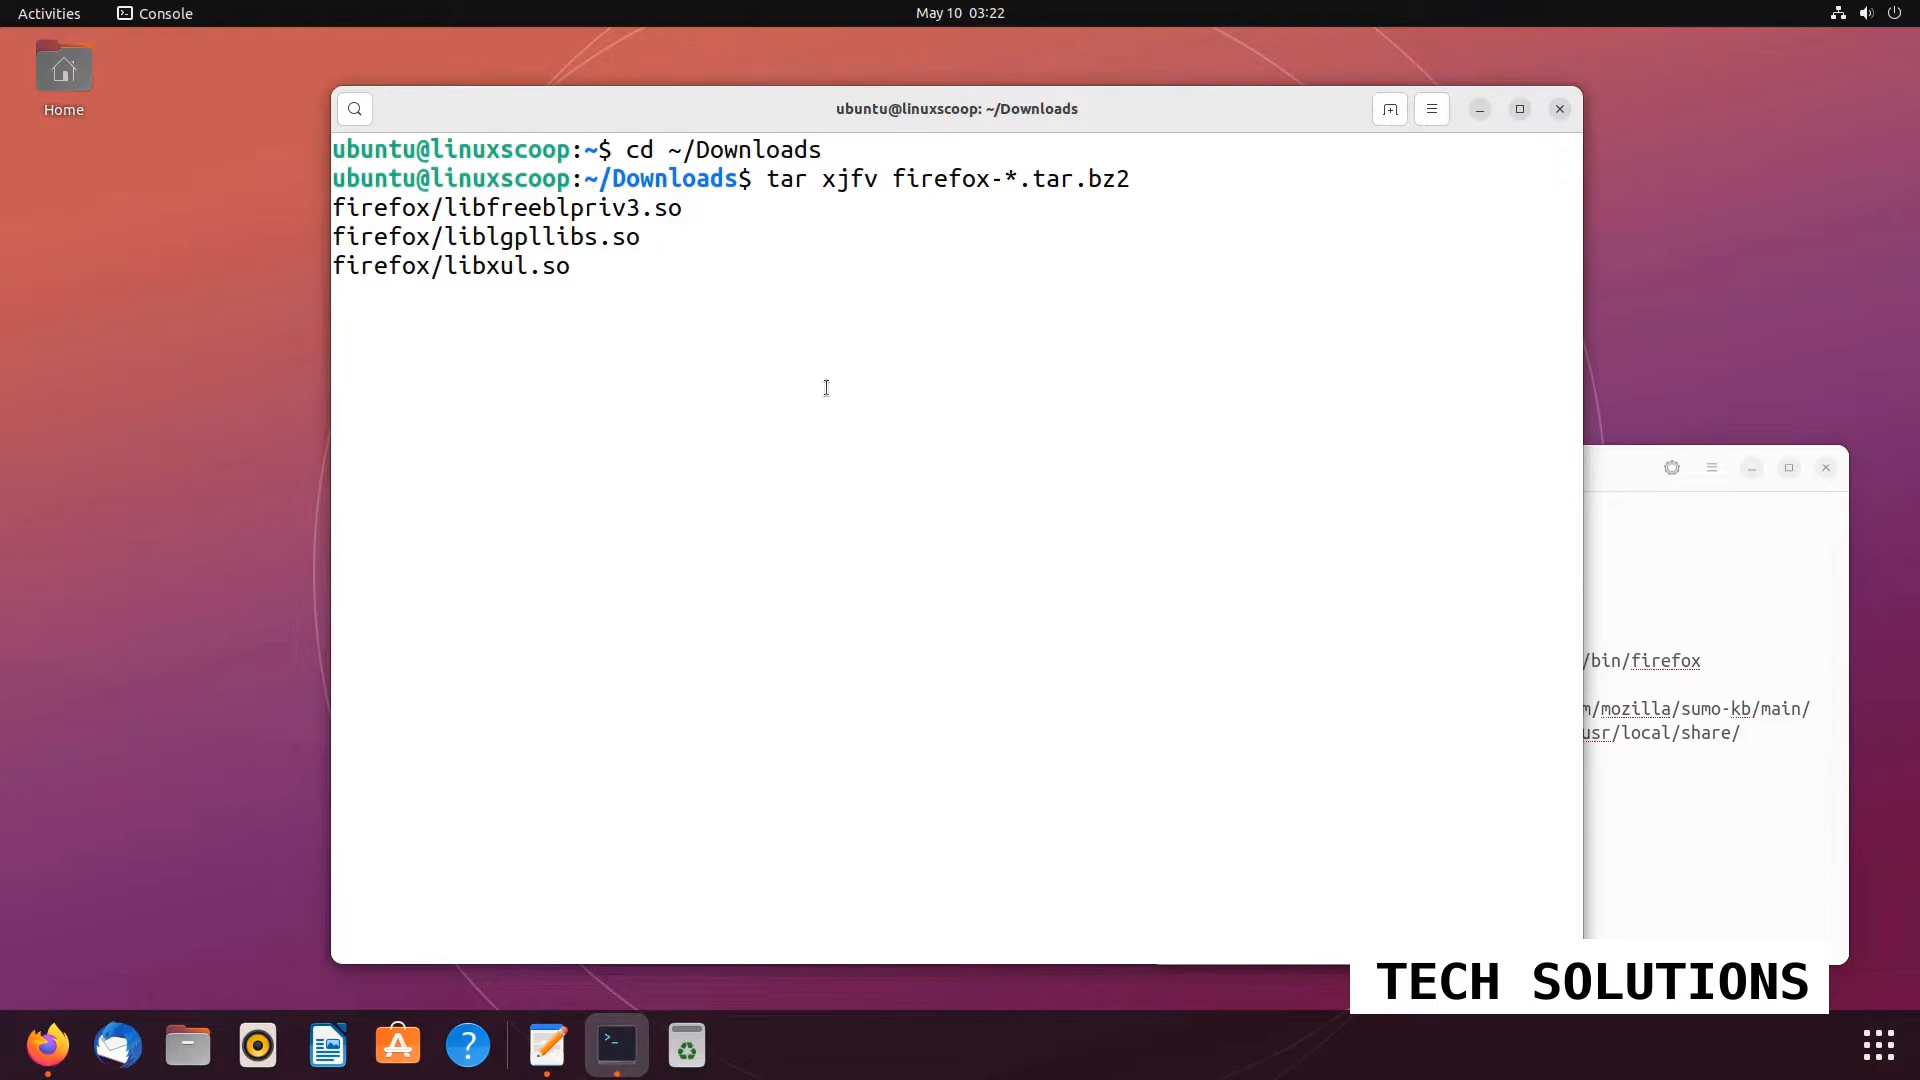 Activities
Console
May 10 03:22
Home
ubuntu@linuxscoop: ~/Downloads
ubuntu@linuxscoop:~$ cd ~/Downloads
ubuntu@linuxscoop:~/Downloads$ tar xjfv firefox-*.tar.bz2
firefox/libfreeblpriv3.so
firefox/liblgpllibs.so
firefox/libxul.so
/bin/firefox
m/mozilla/sumo-kb/main/
usr/local/share/
TECH SOLUTIONS